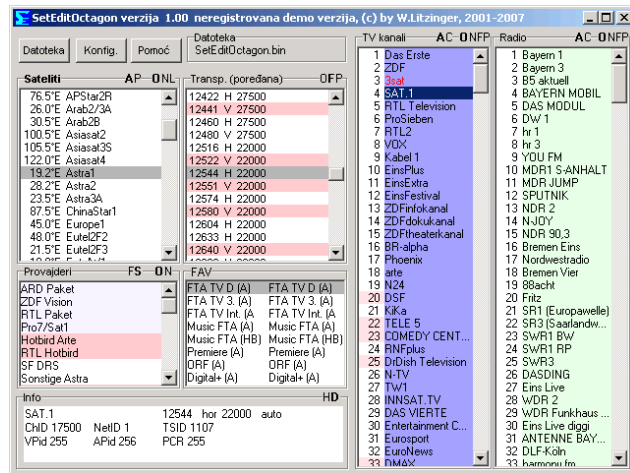 SetEditOctagon verzija 1.00 neregistrovana demo verzija, (c) by W.Litzinger, 2001-2007
Datoteka Konfig. Pomoć
Datoteka
SetEditOctagon.bin
Sateliti AP ONL
76.5°E APStar2R
26.0°E Arab2/3A
30.5°E Arab2B
100.5°E Asiasat2
105.5°E Asiasat3S
122.0°E Asiasat4
19.2°E Astra1
28.2°E Astra2
23.5°E Astra3A
87.5°E ChinaStar1
45.0°E Europe1
48.0°E Eutel2F2
21.5°E Eutel2F3
Transp. (poređana) OFP
12422 H 27500
12441 V 27500
12460 H 27500
12480 V 27500
12516 H 22000
12522 V 22000
12544 H 22000
12551 V 22000
12574 H 22000
12580 V 22000
12604 H 22000
12633 H 22000
12640 V 22000
Provajderi FS ON
ARD Paket
ZDF Vision
RTL Paket
Pro7/Sat1
Hotbird Arte
RTL Hotbird
SF DRS
Sonstige Astra
FAV
FTA TV D (A) FTA TV D (A)
FTA TV 3. (A) FTA TV 3. (A)
FTA TV Int. (A FTA TV Int. (A)
Music FTA (A) Music FTA (A)
Music FTA (HB) Music FTA (HB)
Premiere (A) Premiere (A)
ORF (A) ORF (A)
Digital+ (A) Digital+ (A)
Info HD
SAT.1 12544 hor 22000 auto
ChID 17500 NetID 1 TSID 1107
VPid 255 APid 256 PCR 255
TV kanali AC ONFP
1 Das Erste
2 ZDF
3 3sat
4 SAT.1
5 RTL Television
6 ProSieben
7 RTL2
8 VOX
9 Kabel 1
10 EinsPlus
11 EinsExtra
12 EinsFestival
13 ZDFinfokanal
14 ZDFdokukanal
15 ZDFtheaterkanal
16 BR-alpha
17 Phoenix
18 arte
19 N24
20 DSF
21 KiKa
22 TELE 5
23 COMEDY CENT...
24 RNFplus
25 DrDish Television
26 N-TV
27 TW1
28 INNSAT.TV
29 DAS VIERTE
30 Entertainment C...
31 Eurosport
32 EuroNews
33 DMAX
Radio AC ONFP
1 Bayern 1
2 Bayern 3
3 B5 aktuell
4 BAYERN MOBIL
5 DAS MODUL
6 DW 1
7 hr 1
8 hr 3
9 YOU FM
10 MDR1 S-ANHALT
11 MDR JUMP
12 SPUTNIK
13 NDR 2
14 N-JOY
15 NDR 90,3
16 Bremen Eins
17 Nordwestradio
18 Bremen Vier
19 88acht
20 Fritz
21 SR1 (Europawelle)
22 SR3 (Saarlandw...
23 SWR1 BW
24 SWR1 RP
25 SWR3
26 DASDING
27 Eins Live
28 WDR 2
29 WDR Funkhaus ...
30 Eins Live diggi
31 ANTENNE BAY...
32 DLF-Köln
33 harmony fm